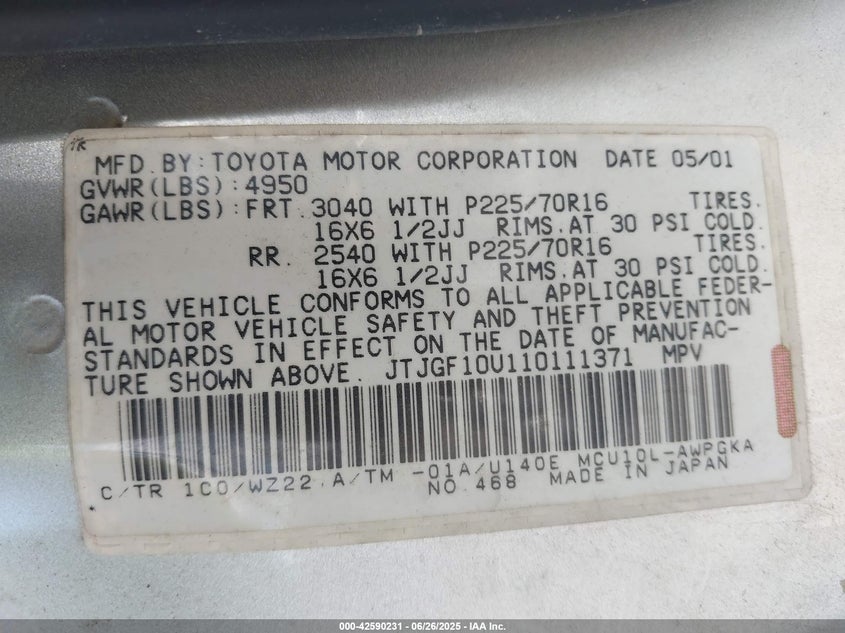 MFD. BY: TOYOTA MOTOR CORPORATION DATE 05/01
GVWR(LBS): 4950
GAWR(LBS): FRT. 3040 WITH P225/70R16 TIRES.
16X6 1/2JJ RIMS. AT 30 PSI COLD.
RR. 2540 WITH P225/70R16 TIRES.
16X6 1/2JJ RIMS. AT 30 PSI COLD.
THIS VEHICLE CONFORMS TO ALL APPLICABLE FEDER-
AL MOTOR VEHICLE SAFETY AND THEFT PREVENTION
STANDARDS IN EFFECT ON THE DATE OF MANUFAC-
TURE SHOWN ABOVE. JTJGF10U110111371 MPV
C/TR 1C0/WZ22 A/TM -01A/U140E MCU10L-AWPGKA
NO.468 MADE IN JAPAN
000-42590231 - 06/26/2025 - IAA Inc.